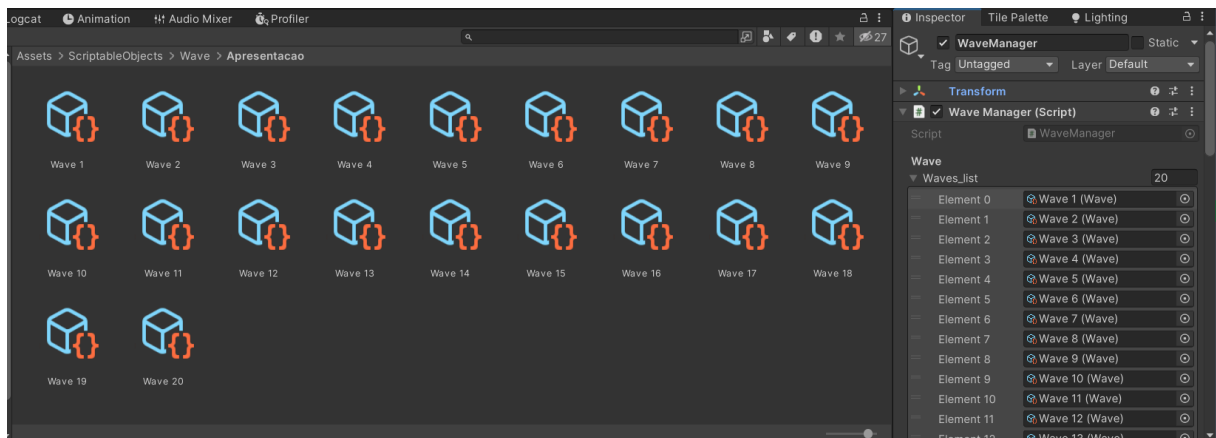 Logcat
Animation
Audio Mixer
Profiler
27
Assets > ScriptableObjects > Wave > Apresentacao
Wave 1
Wave 2
Wave 3
Wave 4
Wave 5
Wave 6
Wave 7
Wave 8
Wave 9
Wave 10
Wave 11
Wave 12
Wave 13
Wave 14
Wave 15
Wave 16
Wave 17
Wave 18
Wave 19
Wave 20
Inspector
Tile Palette
Lighting
WaveManager
Static
Tag Untagged
Layer Default
Transform
# Wave Manager (Script)
Script WaveManager
Wave
Waves_list 20
Element 0 Wave 1 (Wave)
Element 1 Wave 2 (Wave)
Element 2 Wave 3 (Wave)
Element 3 Wave 4 (Wave)
Element 4 Wave 5 (Wave)
Element 5 Wave 6 (Wave)
Element 6 Wave 7 (Wave)
Element 7 Wave 8 (Wave)
Element 8 Wave 9 (Wave)
Element 9 Wave 10 (Wave)
Element 10 Wave 11 (Wave)
Element 11 Wave 12 (Wave)
Element 12 Wave 13 (Wave)